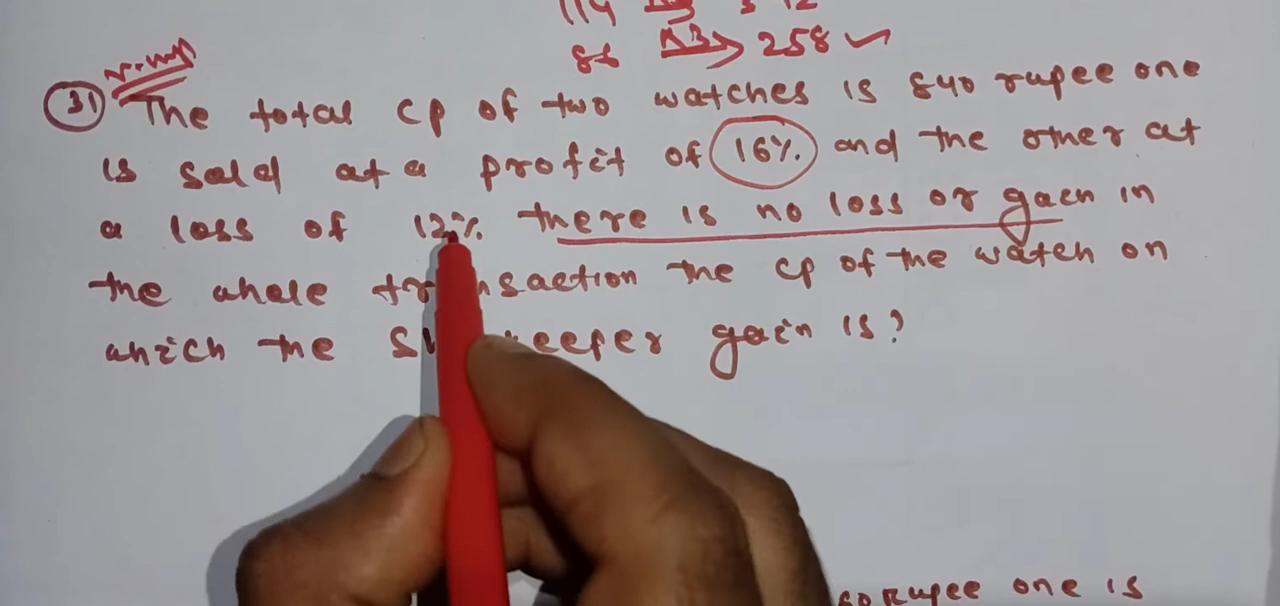 258
31 The total cp of two watches is 840 rupee one
is sold at a profit of 16% and the other at
a loss of 12% there is no loss or gain in
the whole transaction the cp of the watch on
which the keeper gain is?
rupee one is